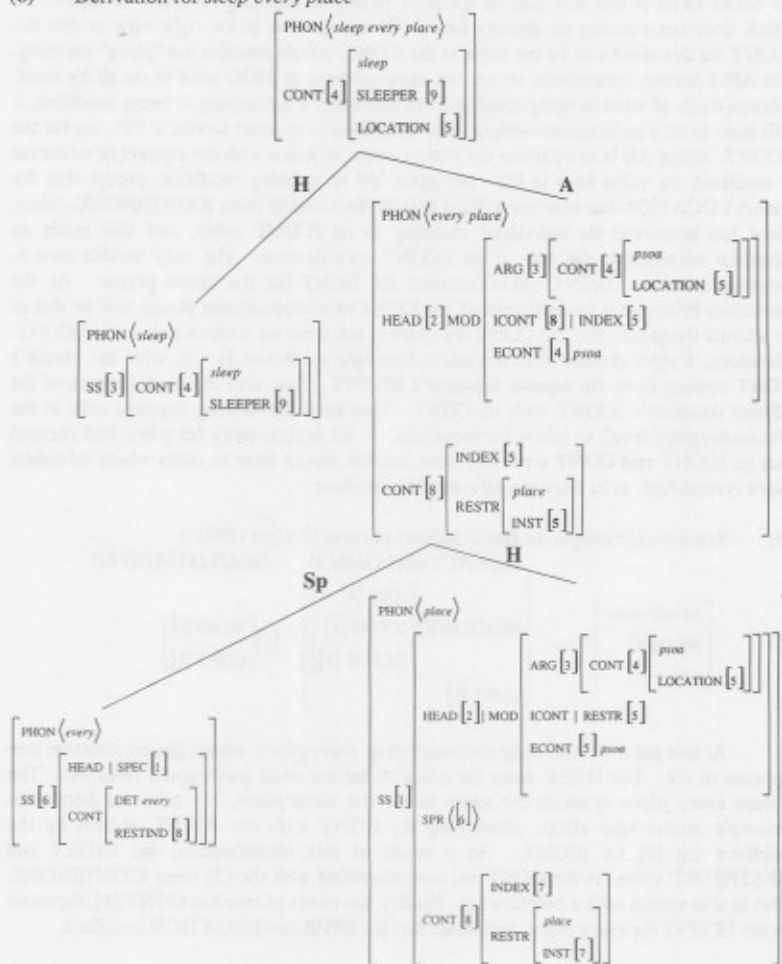 Derivation for sleep every place
PHON ⟨sleep every place⟩
sleep
CONT [4] SLEEPER [9]
LOCATION [5]
H A
PHON ⟨every place⟩
ARG [3] CONT [4] psoa
LOCATION [5]
HEAD [2] MOD ICONT [8] | INDEX [5]
ECONT [4] psoa
PHON ⟨sleep⟩
SS [3] CONT [4] sleep
SLEEPER [9]
INDEX [5]
CONT [8]
RESTR place
INST [5]
Sp H
PHON ⟨place⟩
ARG [3] CONT [4] psoa
LOCATION [5]
HEAD [2] | MOD ICONT | RESTR [5]
ECONT [5] psoa
PHON ⟨every⟩
HEAD | SPEC [1]
SS [6] DET every
CONT
RESTIND [8]
SS [1]
SPR ⟨[6]⟩
INDEX [7]
CONT [8]
RESTR place
INST [7]